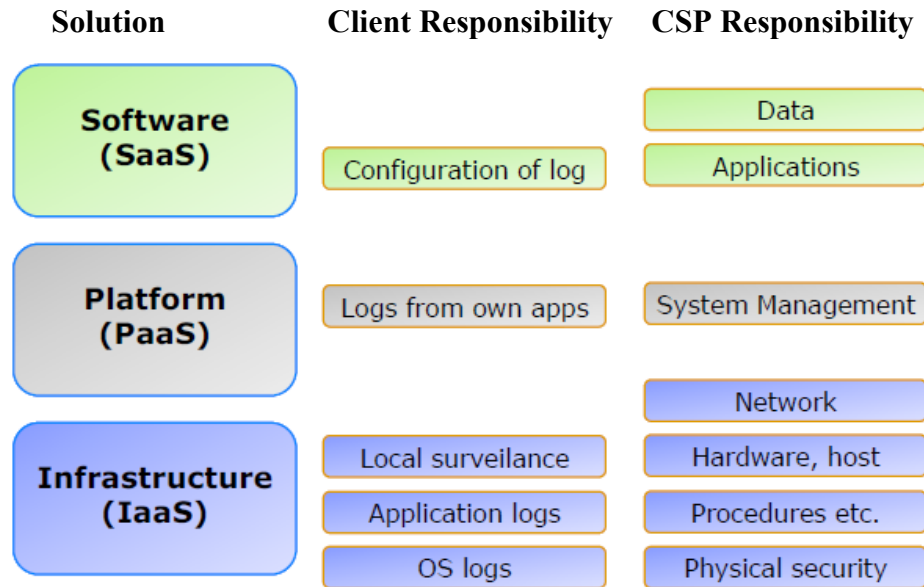 Solution Client Responsibility CSP Responsibility
Software
(SaaS)
Data
Configuration of log
Applications
Platform
(PaaS)
Logs from own apps
System Management
Infrastructure
(IaaS)
Network
Local surveilance
Hardware, host
Application logs
Procedures etc.
OS logs
Physical security